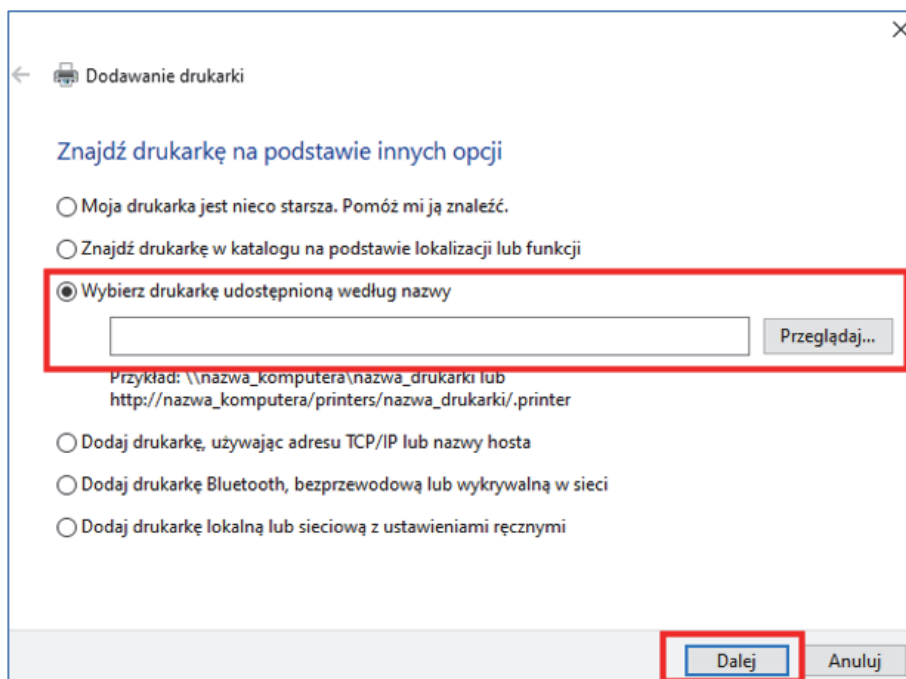 Dodawanie drukarki
Znajdź drukarkę na podstawie innych opcji
Moja drukarka jest nieco starsza. Pomóż mi ją znaleźć.
Znajdź drukarkę w katalogu na podstawie lokalizacji lub funkcji
Wybierz drukarkę udostępnioną według nazwy
Przeglądaj...
Przykład: \\nazwa_komputera\nazwa_drukarki lub
http://nazwa_komputera/printers/nazwa_drukarki/.printer
Dodaj drukarkę, używając adresu TCP/IP lub nazwy hosta
Dodaj drukarkę Bluetooth, bezprzewodową lub wykrywalną w sieci
Dodaj drukarkę lokalną lub sieciową z ustawieniami ręcznymi
Dalej Anuluj